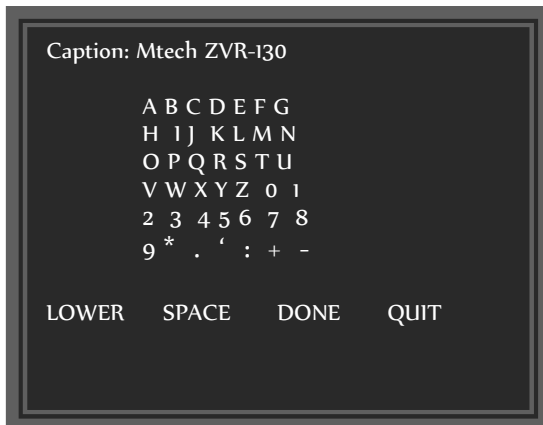 Caption: Mtech ZVR-130
A B C D E F G
H I J K L M N
O P Q R S T U
V W X Y Z 0 1
2 3 4 5 6 7 8
9 * . ‘ : + -
LOWER SPACE DONE QUIT